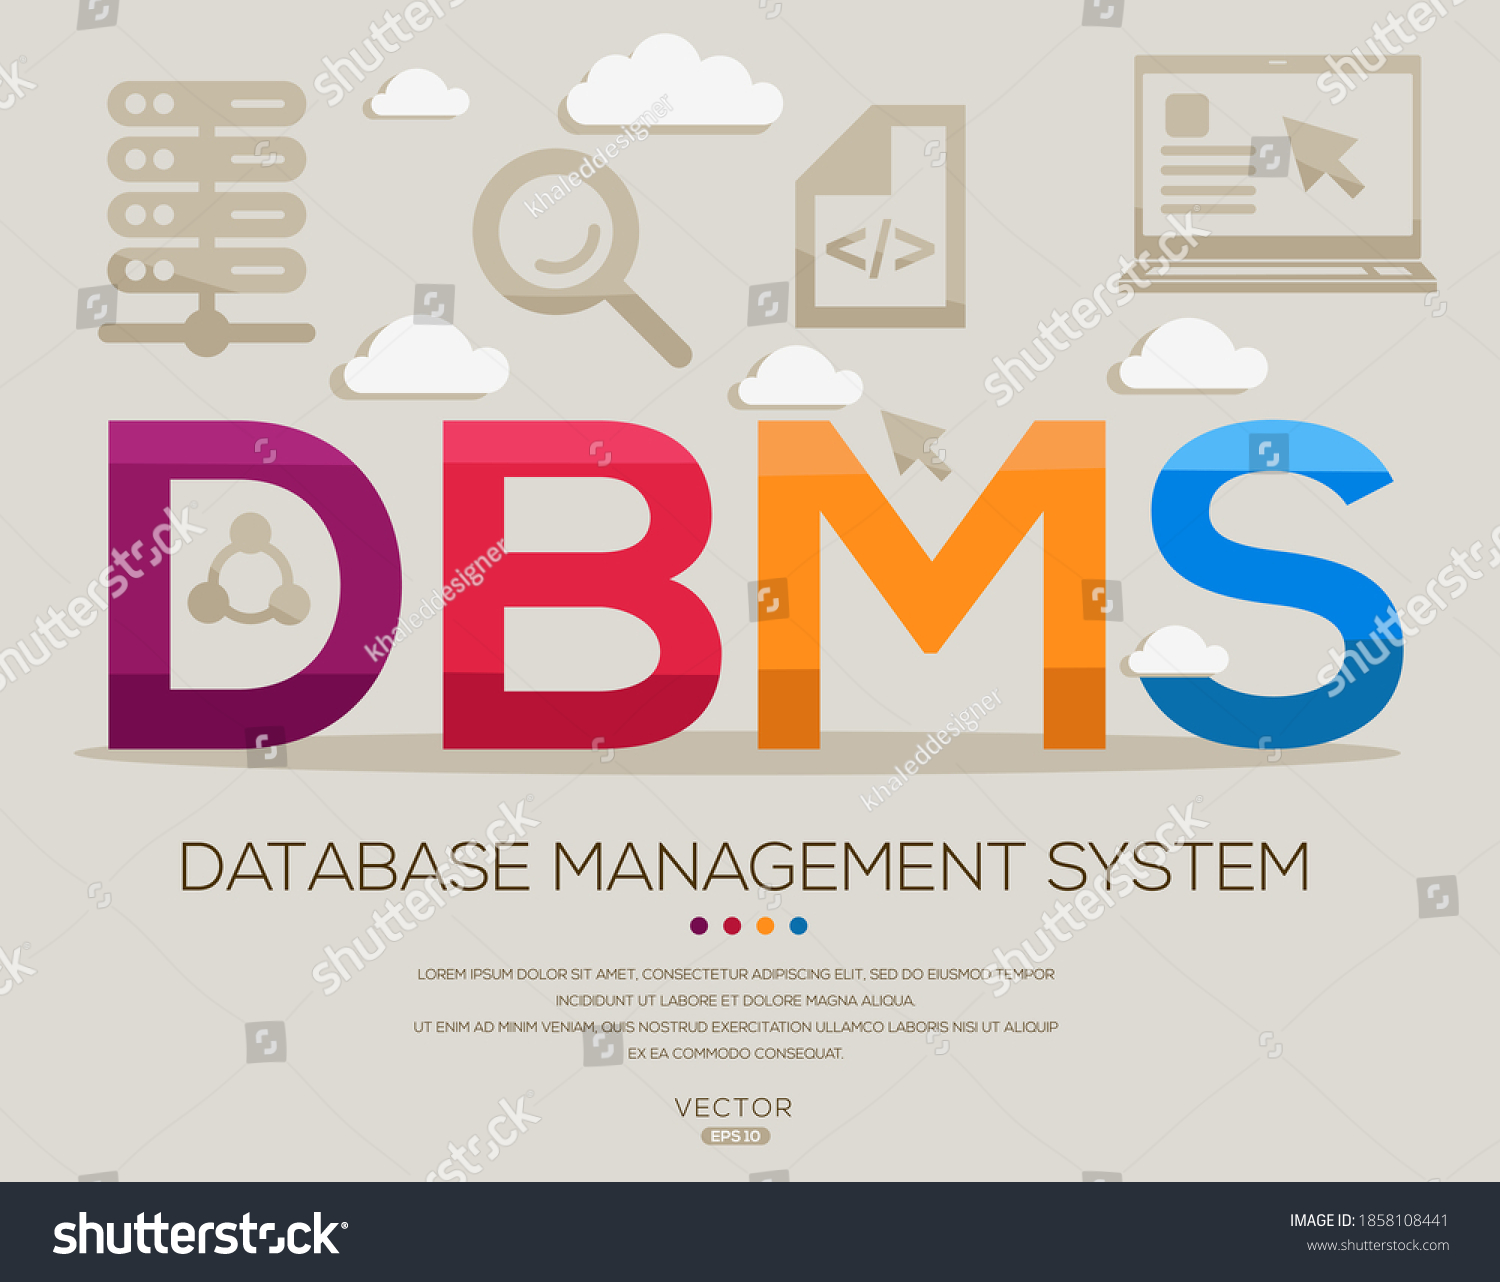 </>
DBMS
DATABASE MANAGEMENT SYSTEM
LOREM IPSUM DOLOR SIT AMET, CONSECTETUR ADIPISCING ELIT, SED DO EIUSMOD TEMPOR
INCIDIDUNT UT LABORE ET DOLORE MAGNA ALIQUA.
UT ENIM AD MINIM VENIAM, QUIS NOSTRUD EXERCITATION ULLAMCO LABORIS NISI UT ALIQUIP
EX EA COMMODO CONSEQUAT.
VECTOR
EPS 10
shutterstock
IMAGE ID: 1858108441
www.shutterstock.com
shutterstock
khaleddesigner